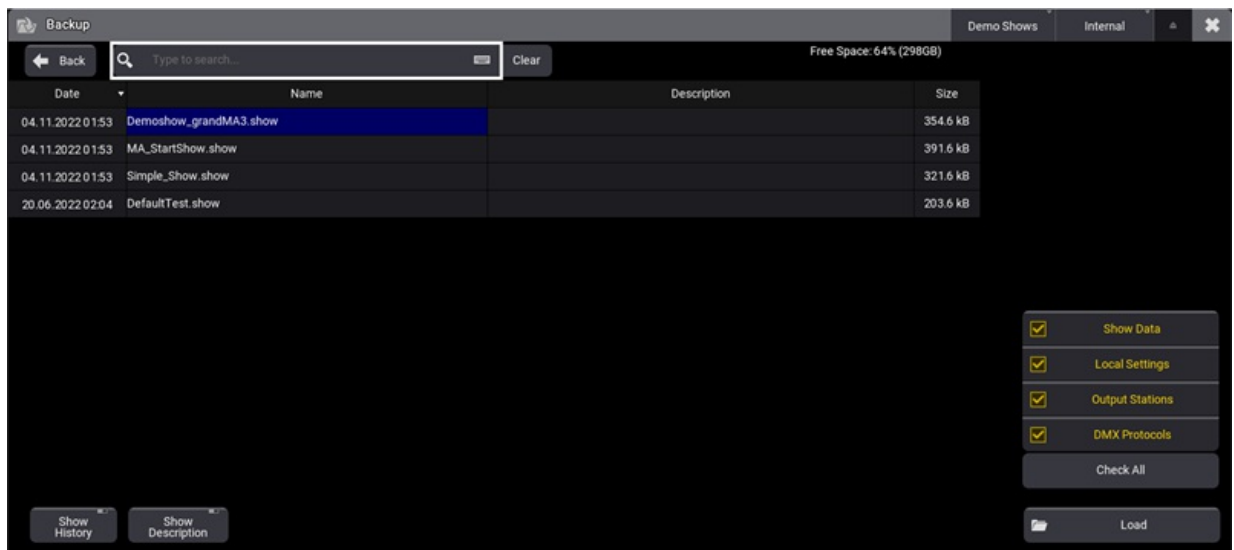 Backup
Demo Shows
Internal
Back
Type to search...
Clear
Free Space: 64% (298GB)
Date Name Description Size
04.11.2022 01:53 Demoshow_grandMA3.show 354.6 kB
04.11.2022 01:53 MA_StartShow.show 391.6 kB
04.11.2022 01:53 Simple_Show.show 321.6 kB
20.06.2022 02:04 DefaultTest.show 203.6 kB
Show Data
Local Settings
Output Stations
DMX Protocols
Check All
Show
History
Show
Description
Load